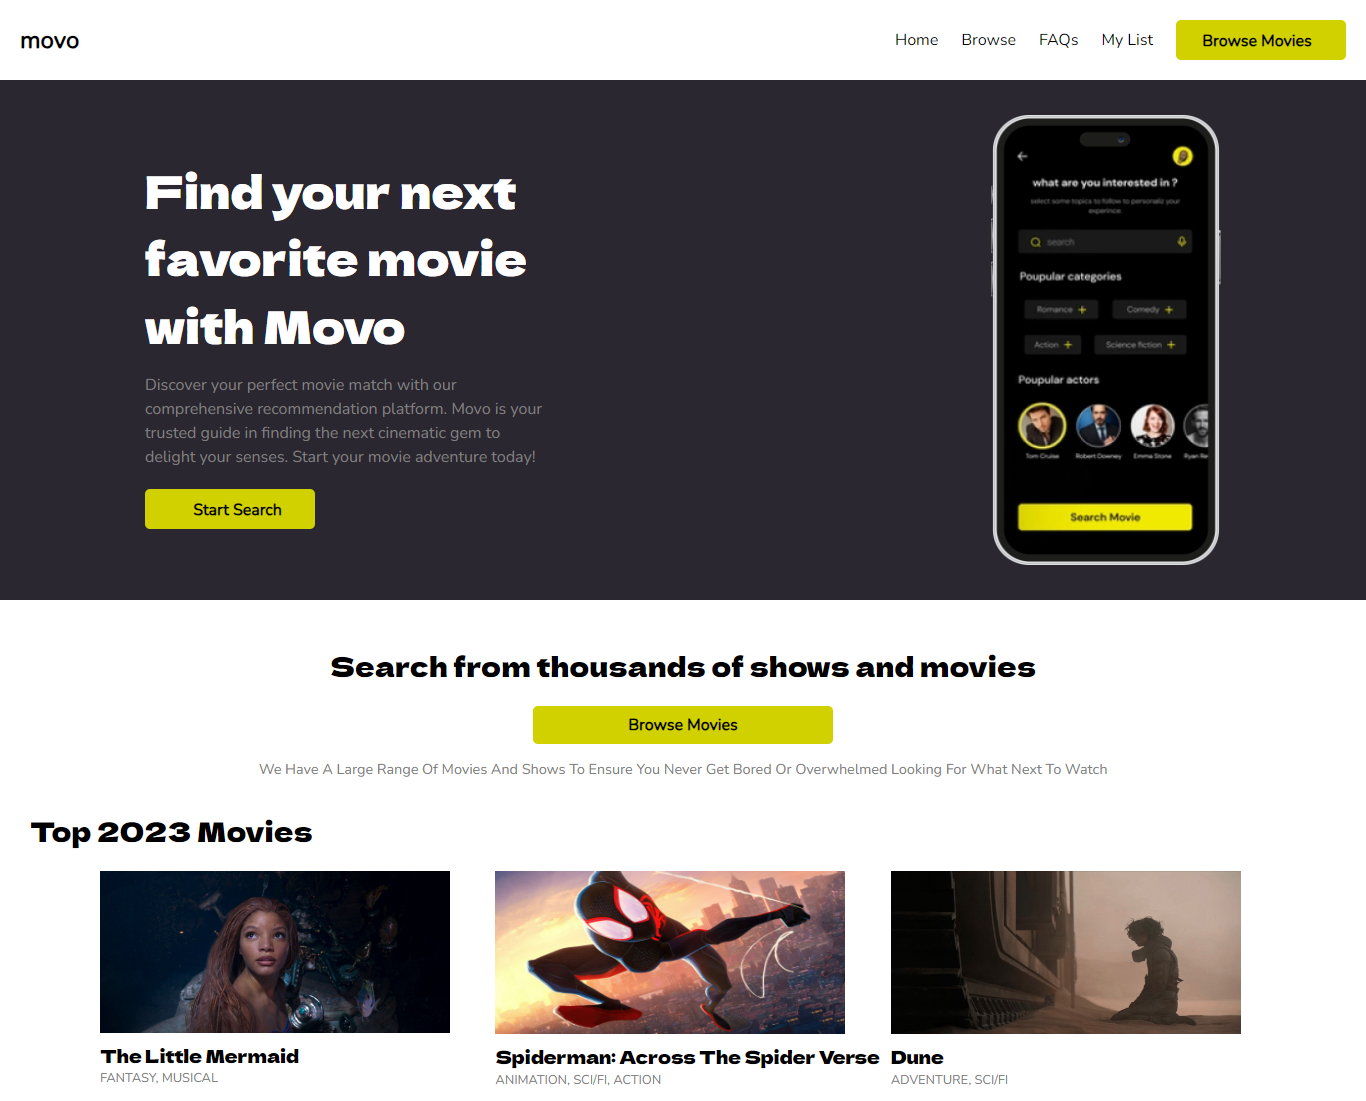 movo
Home Browse FAQs My List Browse Movies
Find your next
favorite movie
with Movo
Discover your perfect movie match with our
comprehensive recommendation platform. Movo is your
trusted guide in finding the next cinematic gem to
delight your senses. Start your movie adventure today!
Start Search
what are you interested in ?
select some topics to follow to personaliz your
experince.
search
Poupular categories
Romance + Comedy +
Action + Science fiction +
Poupular actors
Tom Cruise Robert Downey Emma Stone Ryan Re
Search Movie
Search from thousands of shows and movies
Browse Movies
We Have A Large Range Of Movies And Shows To Ensure You Never Get Bored Or Overwhelmed Looking For What Next To Watch
Top 2023 Movies
The Little Mermaid
FANTASY, MUSICAL
Spiderman: Across The Spider Verse
ANIMATION, SCI/FI, ACTION
Dune
ADVENTURE, SCI/FI